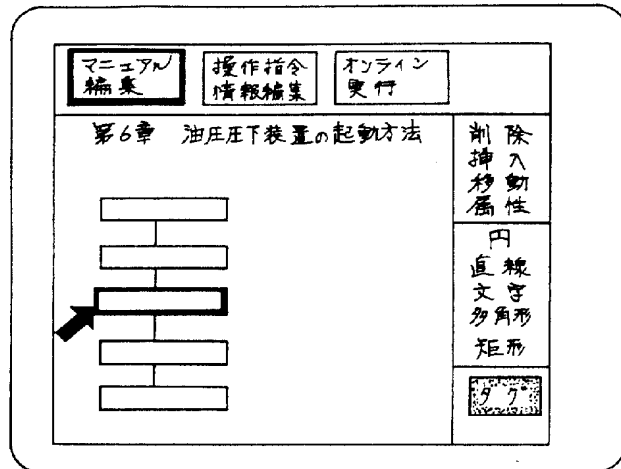 マニュアル
編集
操作指令
情報編集
オンライン
実行
第6章 油圧圧下装置の起動方法
削除
挿入
移動
属性
円
直線
文字
多角形
矩形
タグ